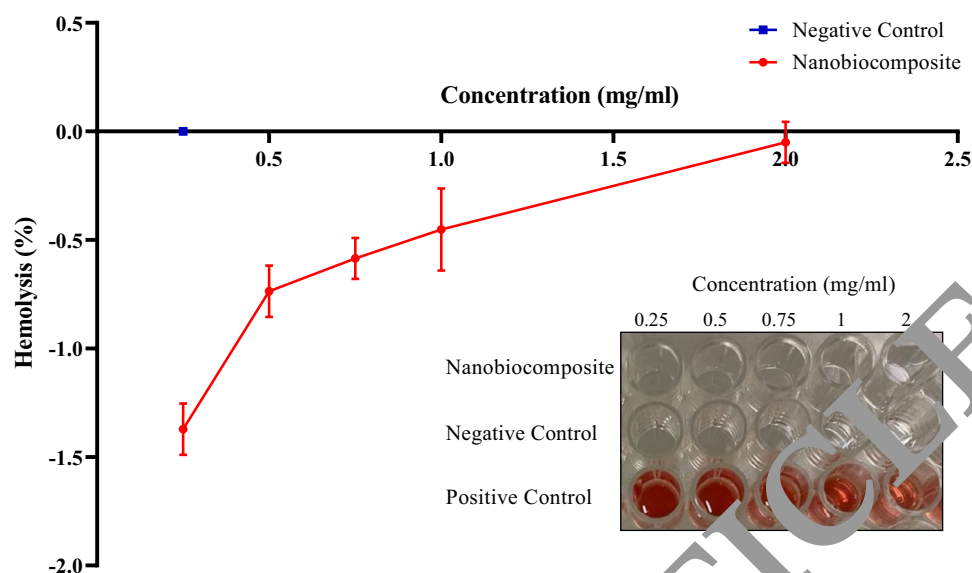 0.5
Negative Control
Nanobiocomposite
Concentration (mg/ml)
0.0
0.5
1.0
1.5
2.0
2.5
Hemolysis (%)
-0.5
-1.0
-1.5
-2.0
Concentration (mg/ml)
0.25 0.5 0.75 1 2
Nanobiocomposite
Negative Control
Positive Control